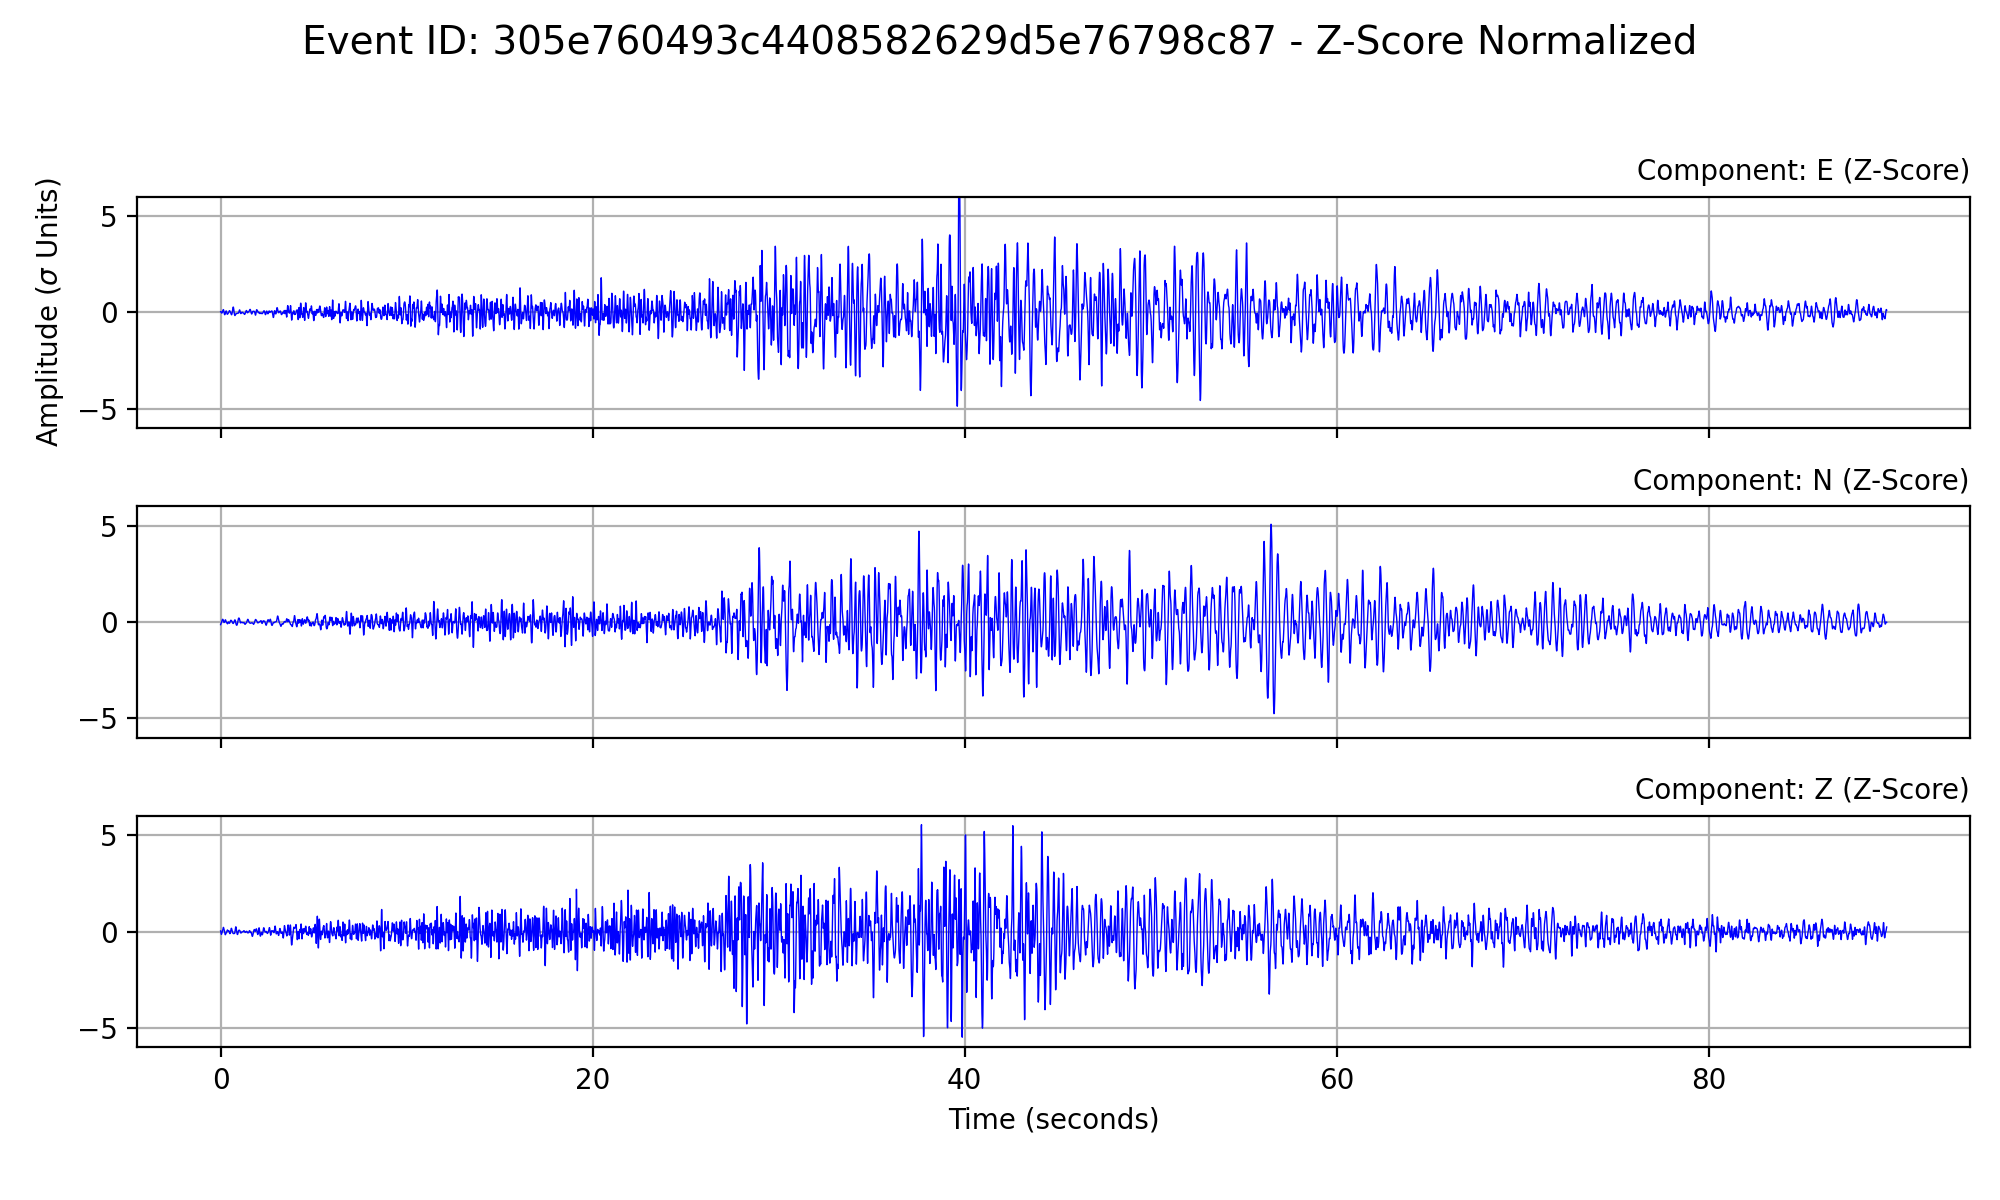 Event ID: 305e760493c4408582629d5e76798c87 - Z-Score Normalized
Component: E (Z-Score)
Amplitude (σ Units)
5
0
−5
Component: N (Z-Score)
5
0
−5
Component: Z (Z-Score)
5
0
−5
0 20 40 60 80
Time (seconds)